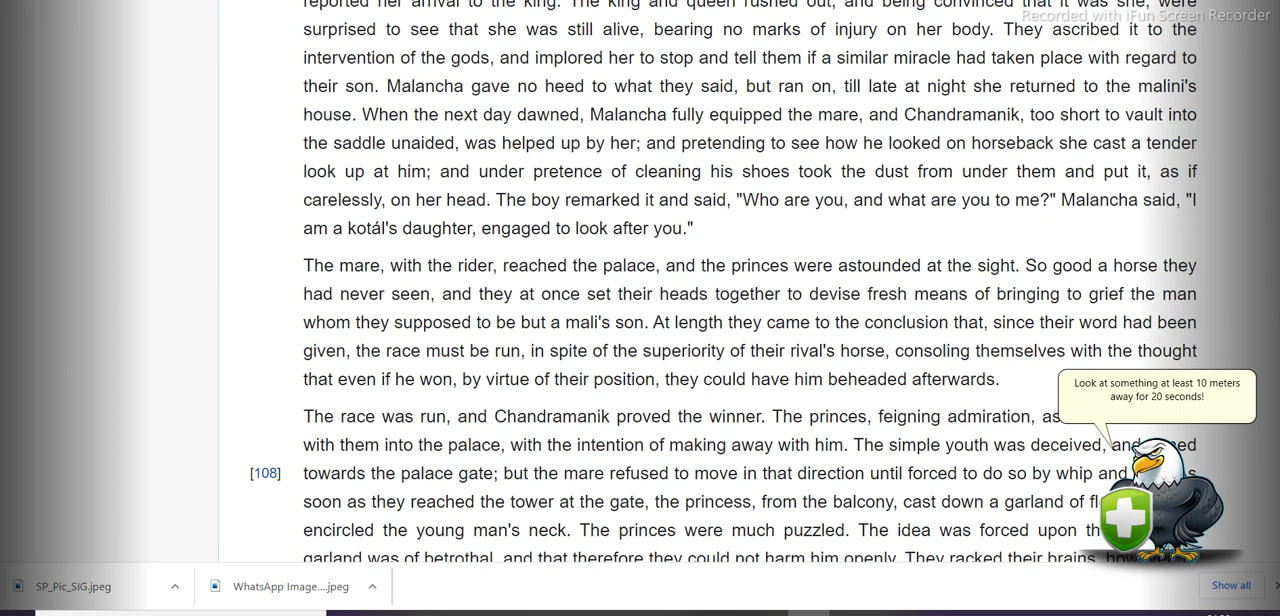 reported her arrival to the king. The king and queen rushed out, and being convinced that it was she, were
Recorded with iFun Screen Recorder
surprised to see that she was still alive, bearing no marks of injury on her body. They ascribed it to the
intervention of the gods, and implored her to stop and tell them if a similar miracle had taken place with regard to
their son. Malancha gave no heed to what they said, but ran on, till late at night she returned to the malini's
house. When the next day dawned, Malancha fully equipped the mare, and Chandramanik, too short to vault into
the saddle unaided, was helped up by her; and pretending to see how he looked on horseback she cast a tender
look up at him; and under pretence of cleaning his shoes took the dust from under them and put it, as if
carelessly, on her head. The boy remarked it and said, "Who are you, and what are you to me?" Malancha said, "I
am a kotál's daughter, engaged to look after you."
The mare, with the rider, reached the palace, and the princes were astounded at the sight. So good a horse they
had never seen, and they at once set their heads together to devise fresh means of bringing to grief the man
whom they supposed to be but a mali's son. At length they came to the conclusion that, since their word had been
given, the race must be run, in spite of the superiority of their rival's horse, consoling themselves with the thought
that even if he won, by virtue of their position, they could have him beheaded afterwards.
Look at something at least 10 meters
away for 20 seconds!
The race was run, and Chandramanik proved the winner. The princes, feigning admiration,
with them into the palace, with the intention of making away with him. The simple youth was deceived, and
[108] towards the palace gate; but the mare refused to move in that direction until forced to do so by whip and
soon as they reached the tower at the gate, the princess, from the balcony, cast down a garland of
encircled the young man's neck. The princes were much puzzled. The idea was forced upon
garland was of and that therefore they could not harm him openly. They racked their brains,
SP_Pic_SIG.jpeg
WhatsApp Image....jpeg
Show all